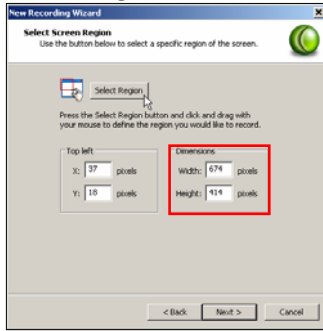 New Recording Wizard
Select Screen Region
Use the button below to select a specific region of the screen.
Select Region
Press the Select Region button and click and drag with
your mouse to define the region you would like to record.
Top left
Dimensions
X: 37 pixels
Width: 674 pixels
Y: 18 pixels
Height: 414 pixels
< Back
Next >
Cancel